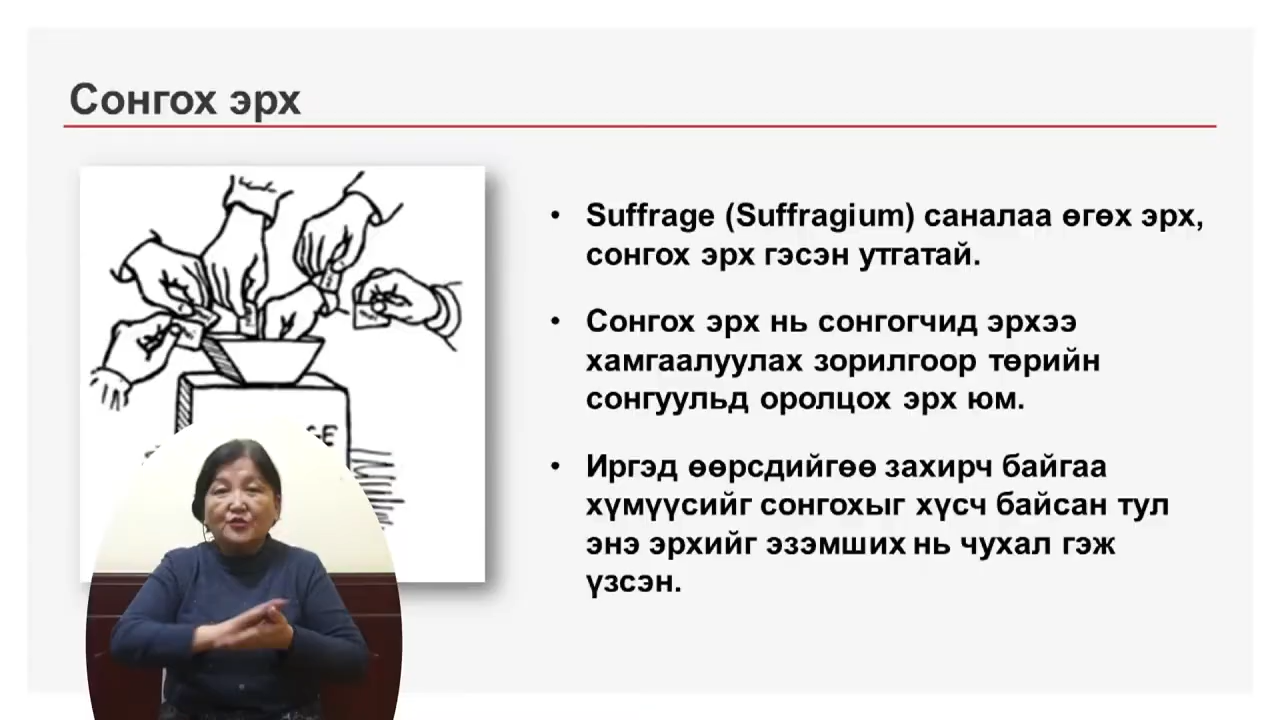 Сонгох эрх
• Suffrage (Suffragium) саналаа өгөх эрх,
сонгох эрх гэсэн утгатай.
• Сонгох эрх нь сонгогчид эрхээ
хамгаалуулах зорилгоор төрийн
сонгуульд оролцох эрх юм.
• Иргэд өөрсдийгөө захирч байгаа
хүмүүсийг сонгохыг хүсч байсан тул
энэ эрхийг эзэмших нь чухал гэж
үзсэн.